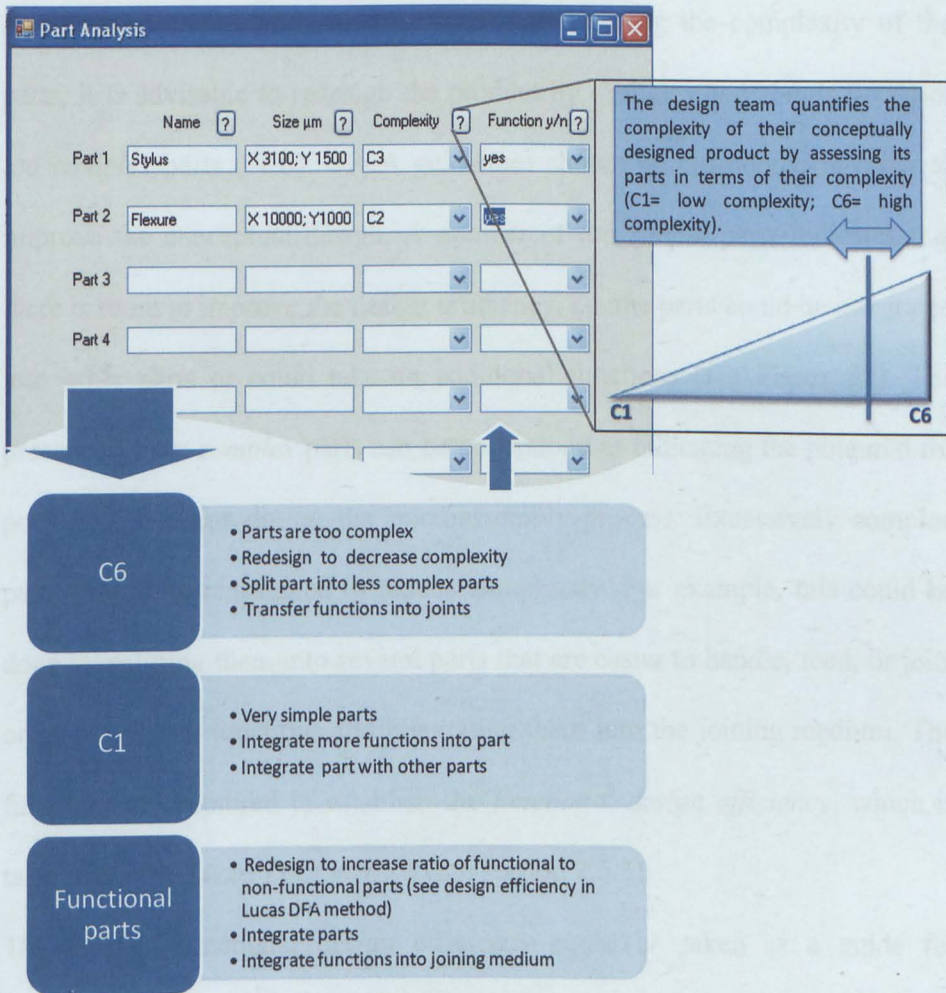 Part Analysis
Name ? Size µm ? Complexity ? Function y/n ?
Part 1 Stylus X 3100; Y 1500 C3 yes
Part 2 Flexure X 10000; Y1000 C2 yes
Part 3
Part 4
The design team quantifies the
complexity of their conceptually
designed product by assessing its
parts in terms of their complexity
(C1= low complexity; C6= high
complexity).
C1 C6
C6
• Parts are too complex
• Redesign to decrease complexity
• Split part into less complex parts
• Transfer functions into joints
C1
• Very simple parts
• Integrate more functions into part
• Integrate part with other parts
Functional
parts
• Redesign to increase ratio of functional to
non-functional parts (see design efficiency in
Lucas DFA method)
• Integrate parts
• Integrate functions into joining medium